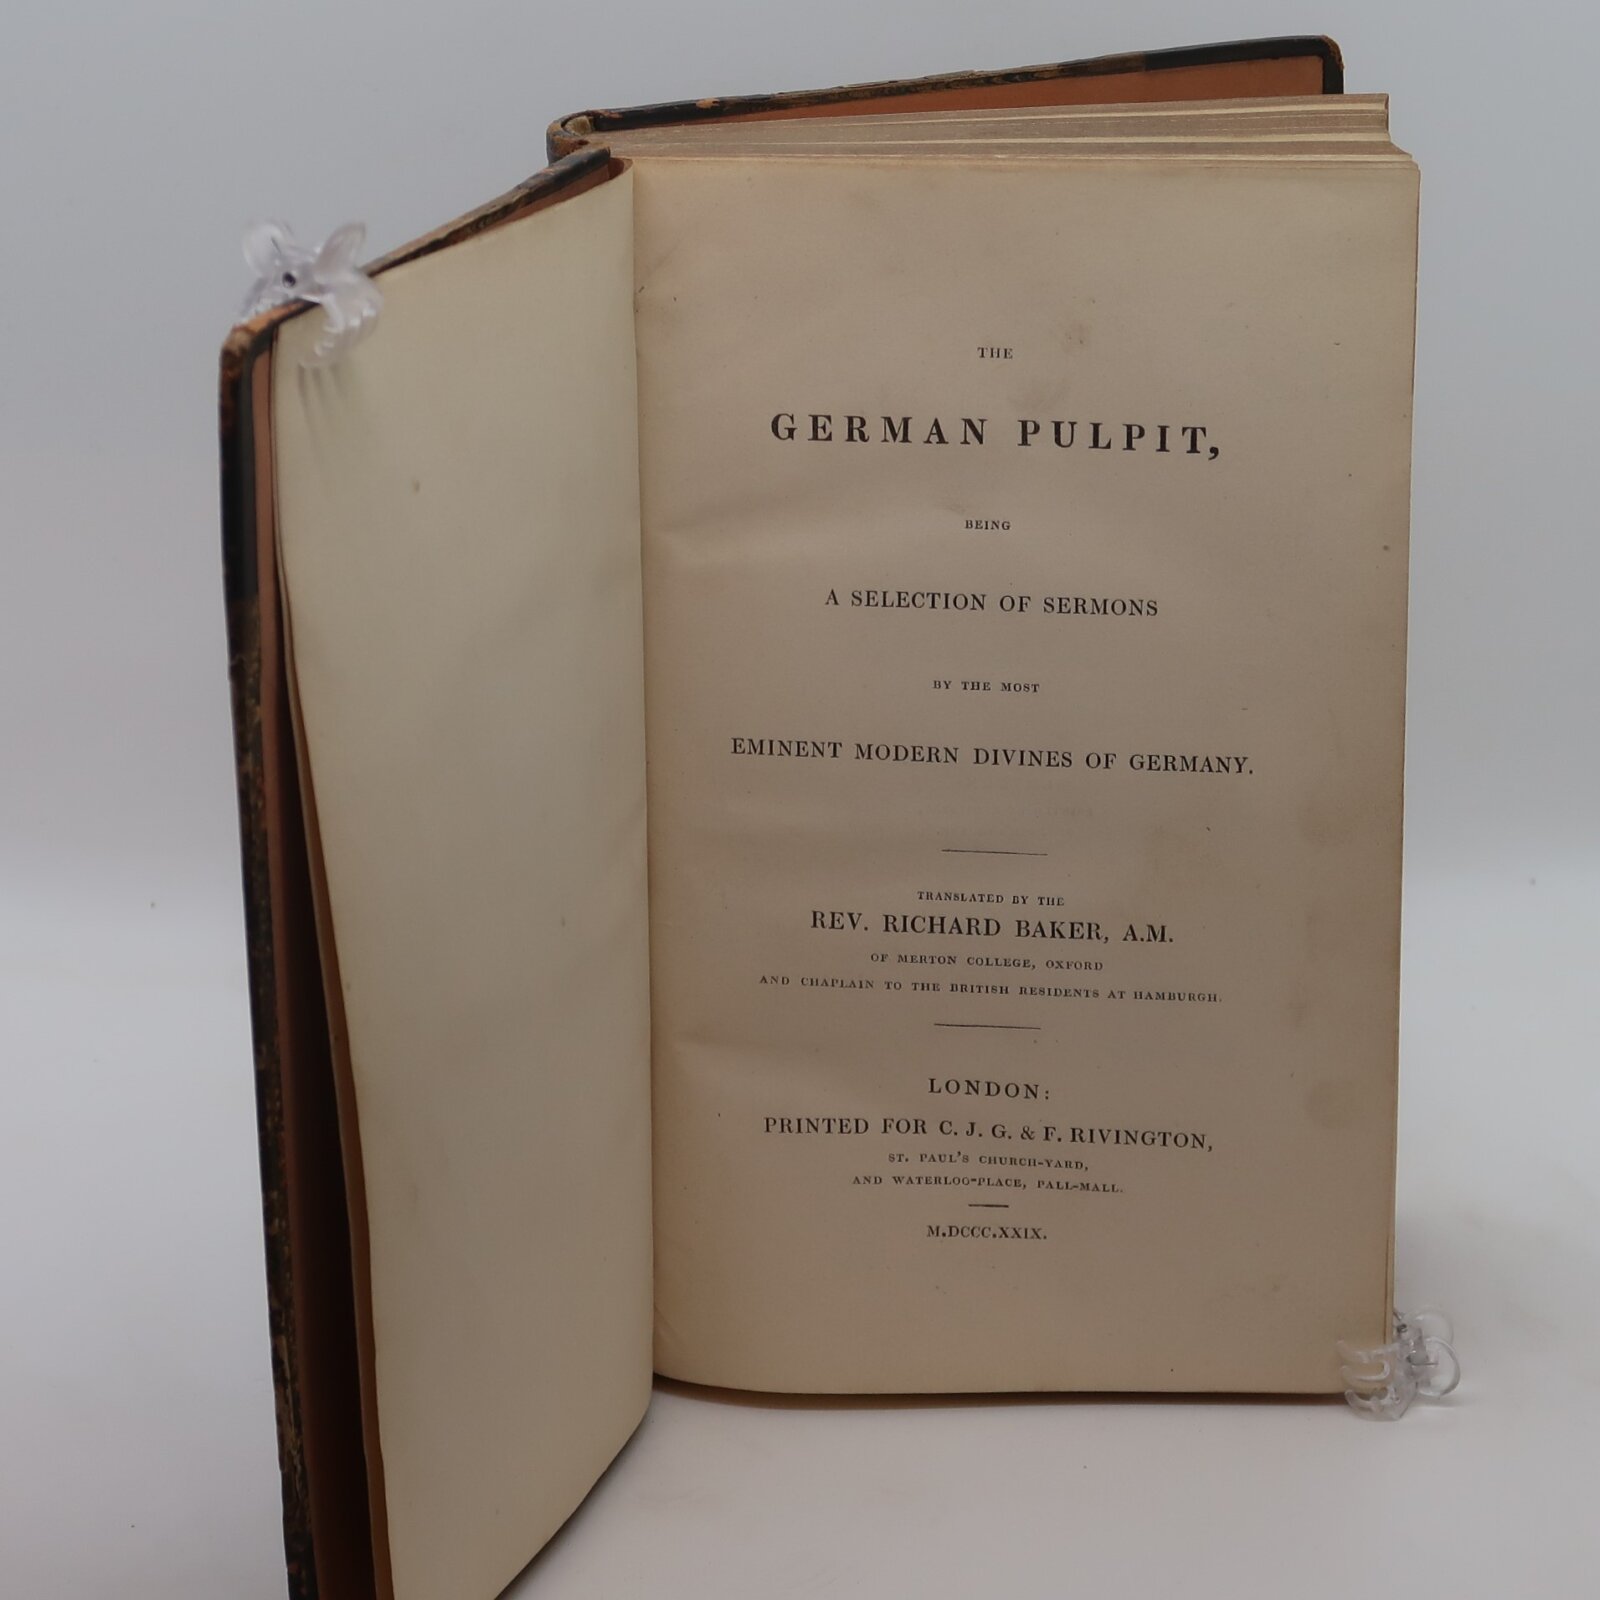 THE
GERMAN PULPIT,
BEING
A SELECTION OF SERMONS
BY THE MOST
EMINENT MODERN DIVINES OF GERMANY.
TRANSLATED BY THE
REV. RICHARD BAKER, A.M.
OF MERTON COLLEGE, OXFORD
AND CHAPLAIN TO THE BRITISH RESIDENTS AT HAMBURGH.
LONDON:
PRINTED FOR C. J. G. & F. RIVINGTON,
ST. PAUL'S CHURCH-YARD,
AND WATERLOO-PLACE, PALL-MALL.
M.DCCC.XXIX.